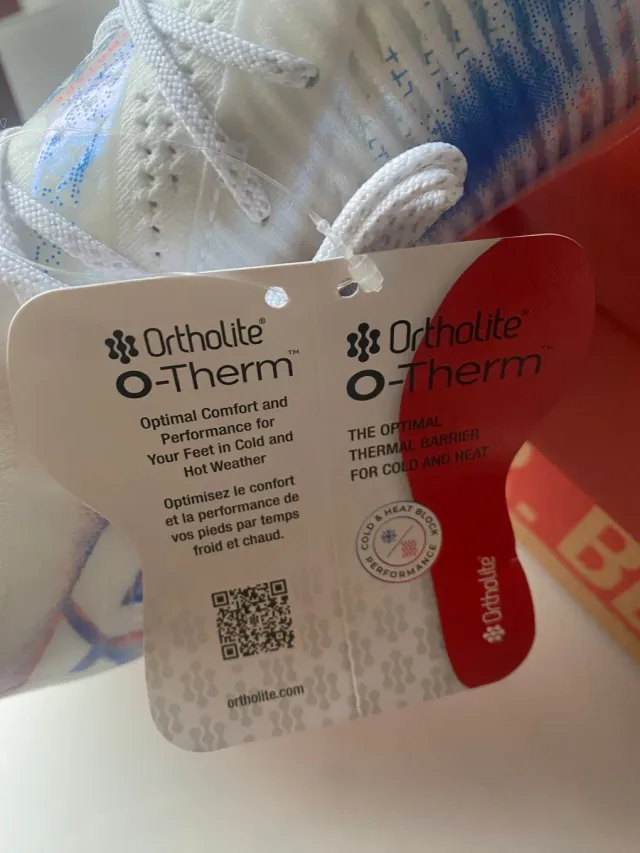 Ortholite®
O-Therm™
Optimal Comfort and
Performance for
Your Feet in Cold and
Hot Weather
Optimisez le confort
et la performance de
vos pieds par temps
froid et chaud.
ortholite.com
Ortholite®
O-Therm™
THE OPTIMAL
THERMAL BARRIER
FOR COLD AND HEAT
COLD & HEAT BLOCK
PERFORMANCE
Ortholite®